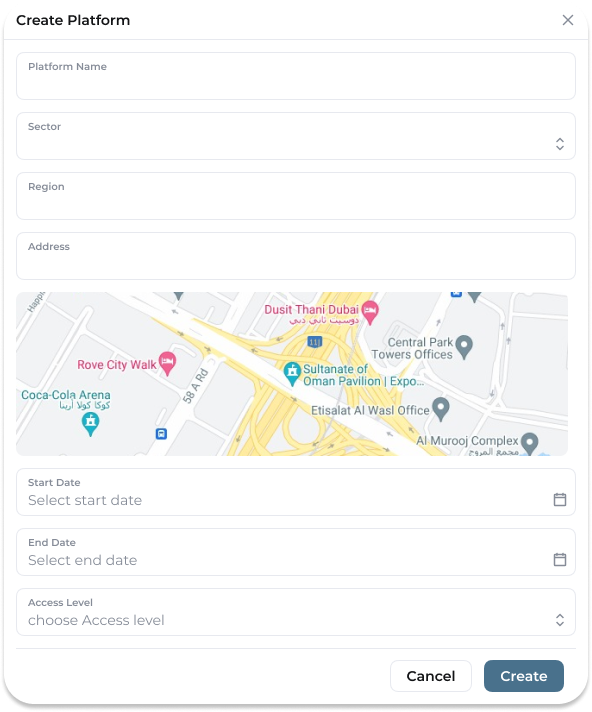 Create Platform
Platform Name
Sector
Region
Address
Happi
Dusit Thani Dubai
دوسيت ثاني دبي
11
Central Park
Towers Offices
Rove City Walk
Sultanate of
Oman Pavilion | Expo...
58 A Rd
Coca-Cola Arena
كوكا كولا أرينا
Etisalat Al Wasl Office
Al Murooj Complex
مجمع المروج
Start Date
Select start date
End Date
Select end date
Access Level
choose Access level
Cancel
Create